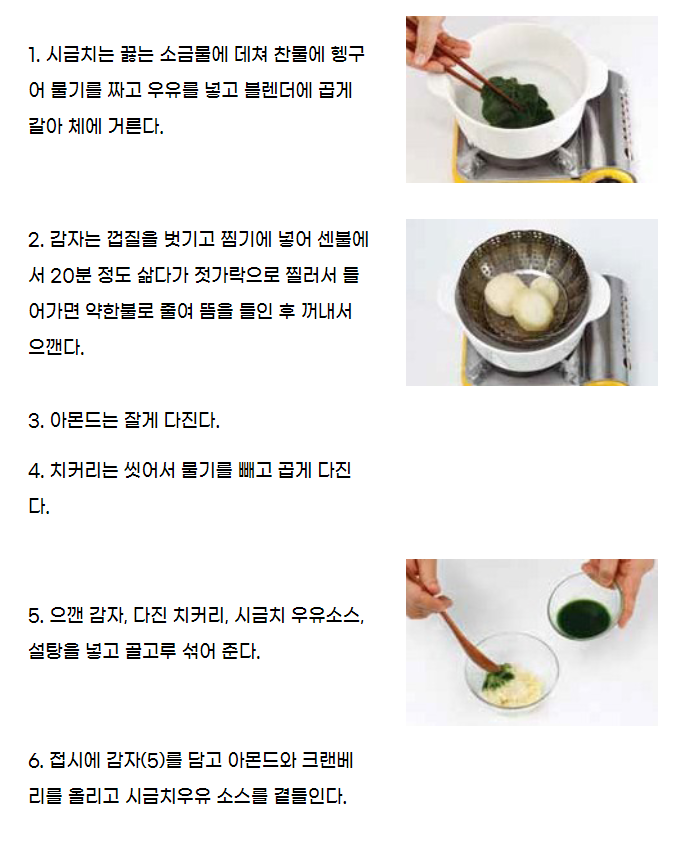 1. 시금치는 끓는 소금물에 데쳐 찬물에 헹구
어 물기를 짜고 우유를 넣고 블렌더에 곱게
갈아 체에 거른다.
2. 감자는 껍질을 벗기고 찜기에 넣어 센불에
서 20분 정도 삶다가 젓가락으로 찔러서 들
어가면 약한불로 줄여 뜸을 들인 후 꺼내서
으깬다.
3. 아몬드는 잘게 다진다.
4. 치커리는 씻어서 물기를 빼고 곱게 다진
다.
5. 으깬 감자, 다진 치커리, 시금치 우유소스,
설탕을 넣고 골고루 섞어 준다.
6. 접시에 감자(5)를 담고 아몬드와 크랜베
리를 올리고 시금치우유 소스를 곁들인다.